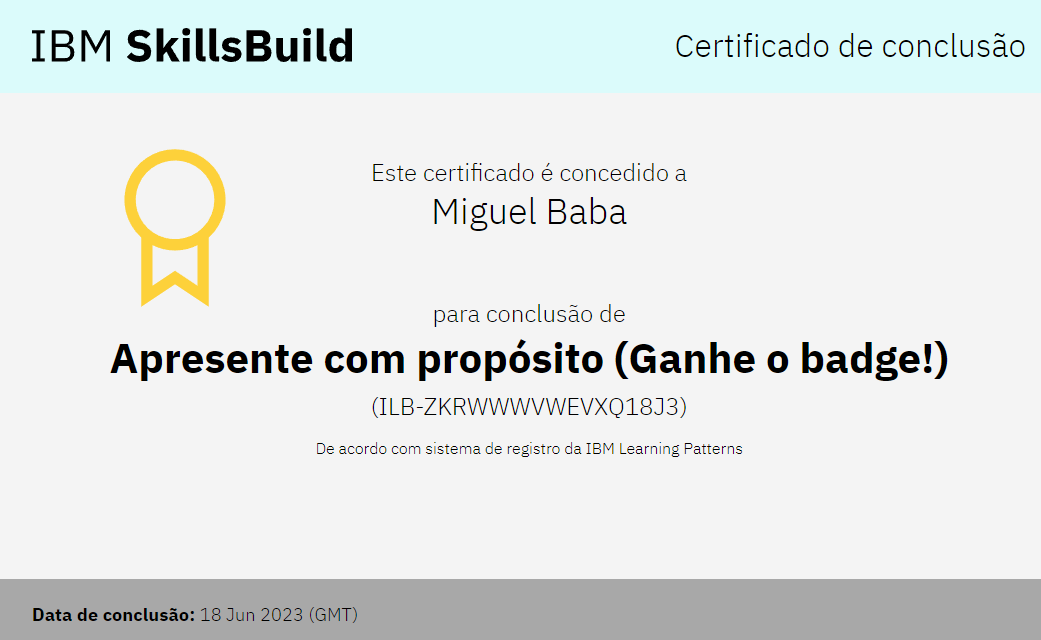 IBM SkillsBuild
Certificado de conclusão
Este certificado é concedido a
Miguel Baba
para conclusão de
Apresente com propósito (Ganhe o badge!)
(ILB-ZKRWWWVWEVXQ18J3)
De acordo com sistema de registro da IBM Learning Patterns
Data de conclusão: 18 Jun 2023 (GMT)